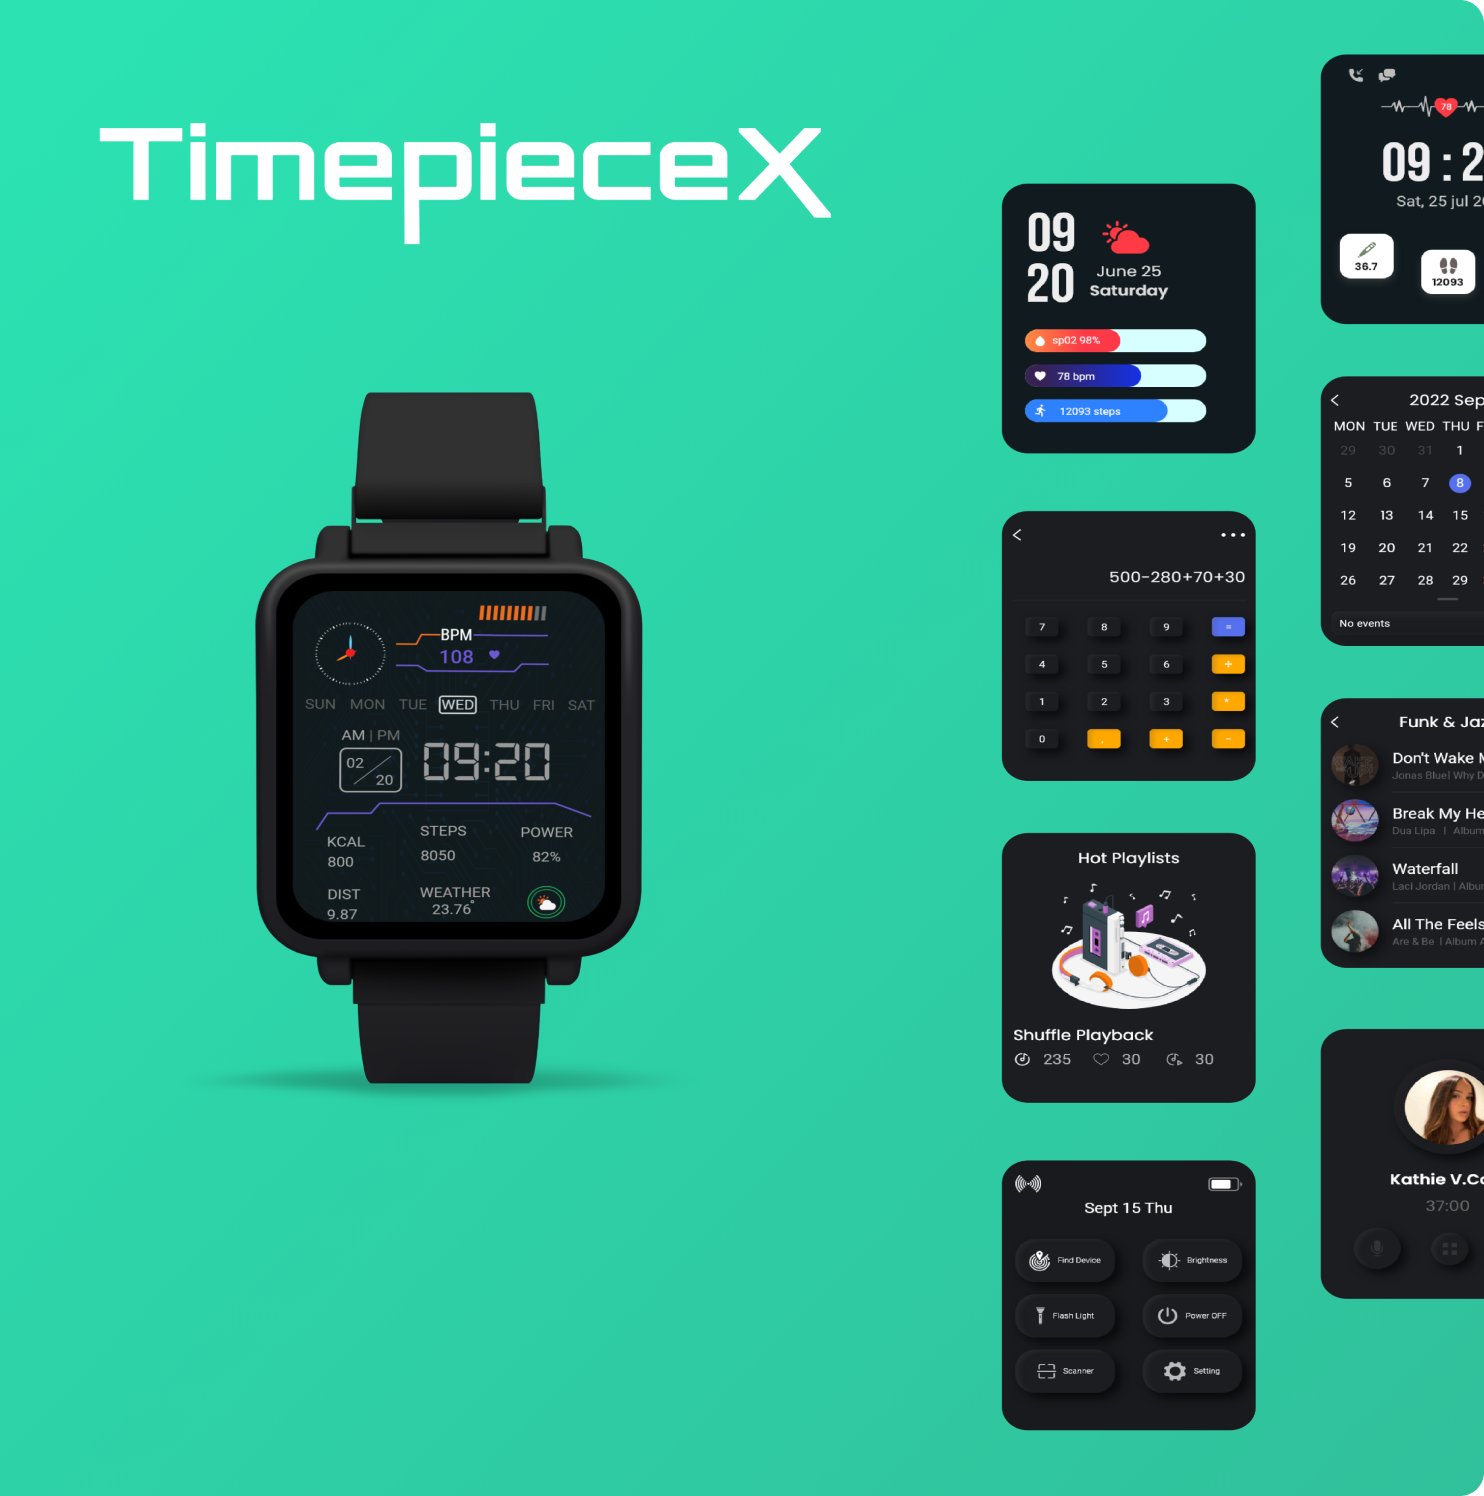 TimepieceX
BPM
108
SUN MON TUE WED THU FRI SAT
AM | PM
02
20
09:20
KCAL
800
STEPS
8050
POWER
82%
DIST
9.87
WEATHER
23.76°
09
20
June 25
Saturday
sp02 98%
78 bpm
12093 steps
500-280+70+30
7 8 9 =
4 5 6 +
1 2 3 *
0 . + -
Hot Playlists
Shuffle Playback
235 30 30
Sept 15 Thu
Find Device Brightness
Flash Light Power OFF
Scanner Setting
78
09 : 2
Sat, 25 jul 2
36.7
12093
2022 Sep
MON TUE WED THU F
29 30 31 1
5 6 7 8
12 13 14 15
19 20 21 22
26 27 28 29
No events
Funk & Jaz
Don't Wake M
Jonas Blue| Why D
Break My He
Dua Lipa | Album
Waterfall
Laci Jordan | Albu
All The Feels
Are & Be | Album A
Kathie V.Co
37:00